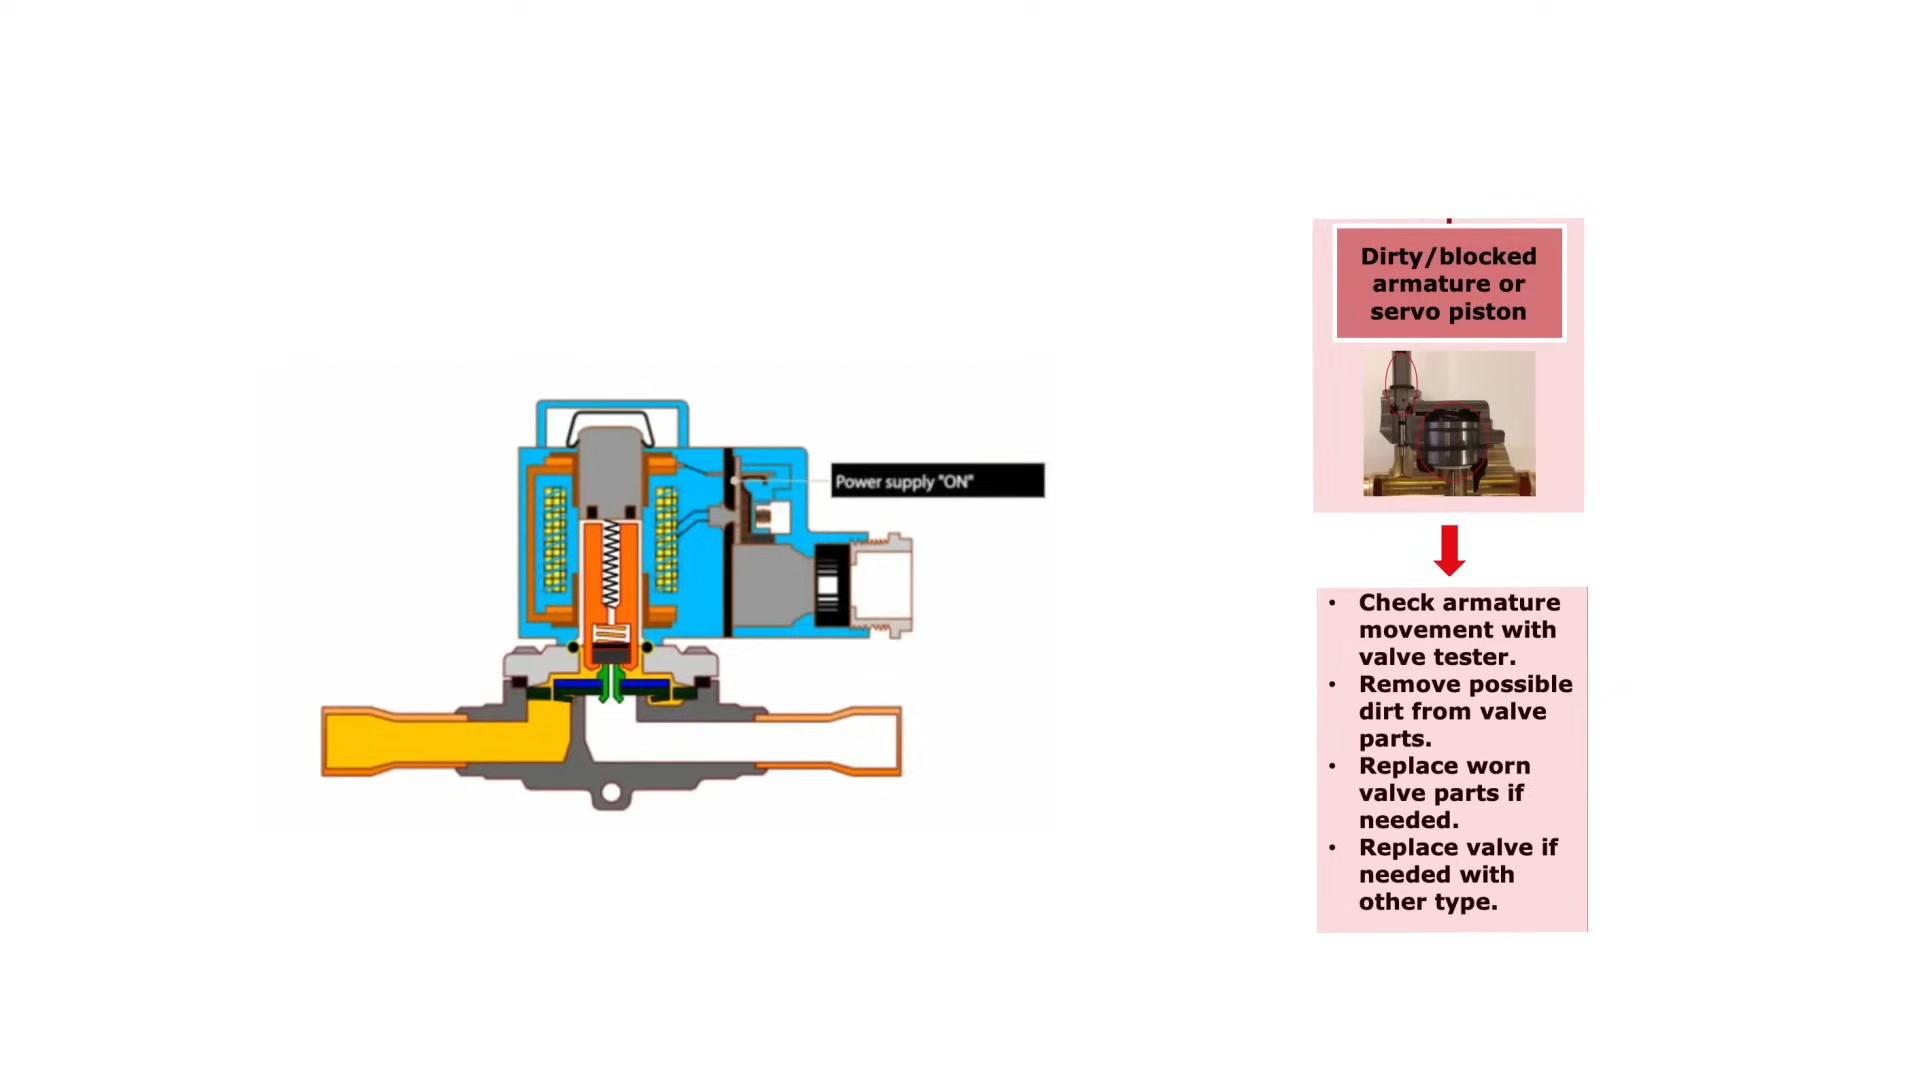 Power supply "ON"
Dirty/blocked
armature or
servo piston
• Check armature
movement with
valve tester.
• Remove possible
dirt from valve
parts.
• Replace worn
valve parts if
needed.
• Replace valve if
needed with
other type.